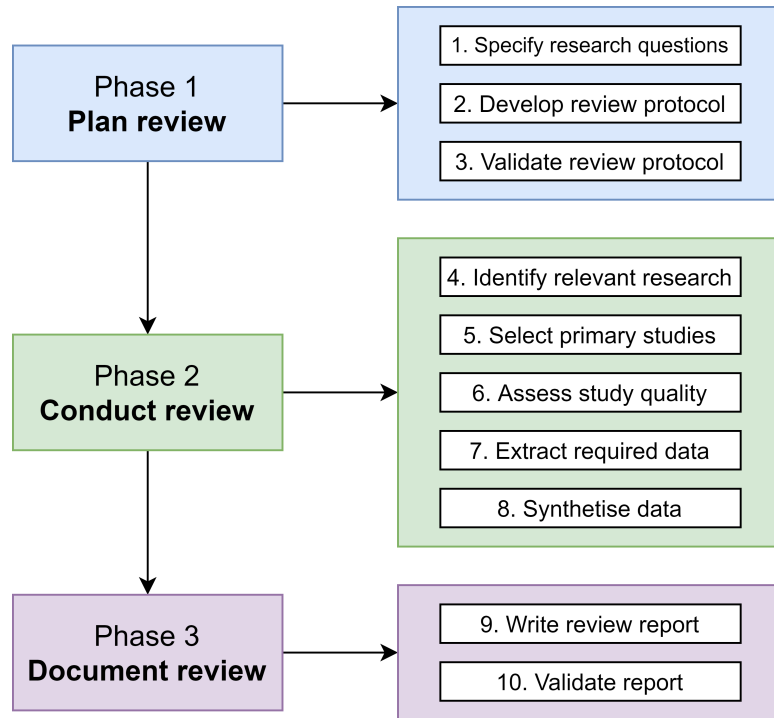 Phase 1
Plan review
1. Specify research questions
2. Develop review protocol
3. Validate review protocol
Phase 2
Conduct review
4. Identify relevant research
5. Select primary studies
6. Assess study quality
7. Extract required data
8. Synthetise data
Phase 3
Document review
9. Write review report
10. Validate report